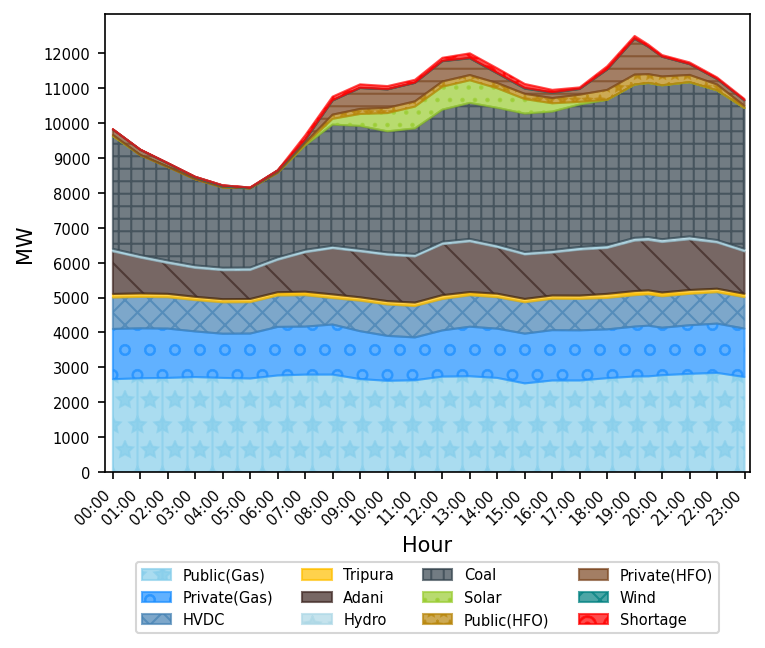 12000
11000
10000
9000
8000
7000
6000
5000
4000
3000
2000
1000
0
MW
00:00 01:00 02:00 03:00 04:00 05:00 06:00 07:00 08:00 09:00 10:00 11:00 12:00 13:00 14:00 15:00 16:00 17:00 18:00 19:00 20:00 21:00 22:00 23:00
Hour
Public(Gas) Tripura Coal Private(HFO)
Private(Gas) Adani Solar Wind
HVDC Hydro Public(HFO) Shortage